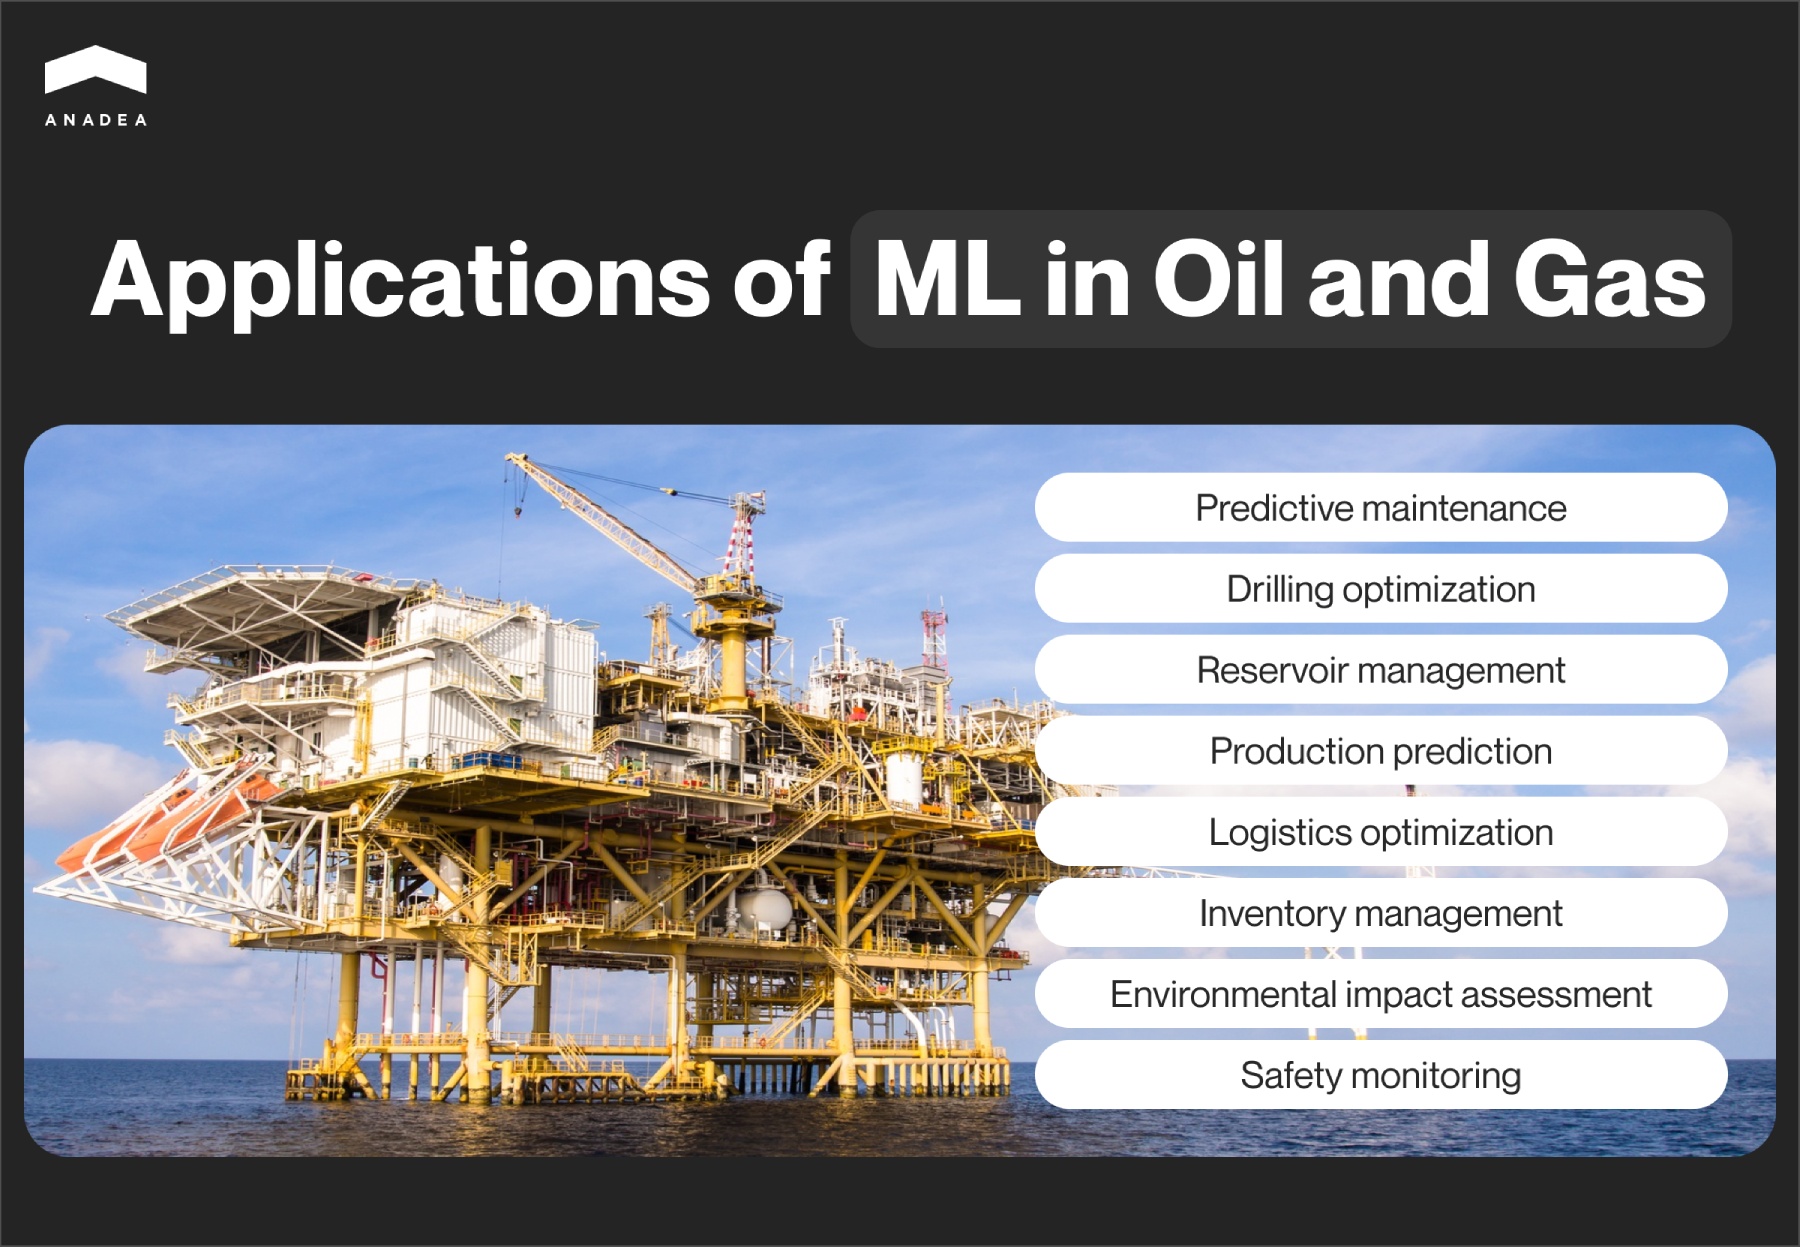 ANADEA
Applications of ML in Oil and Gas
Predictive maintenance
Drilling optimization
Reservoir management
Production prediction
Logistics optimization
Inventory management
Environmental impact assessment
Safety monitoring